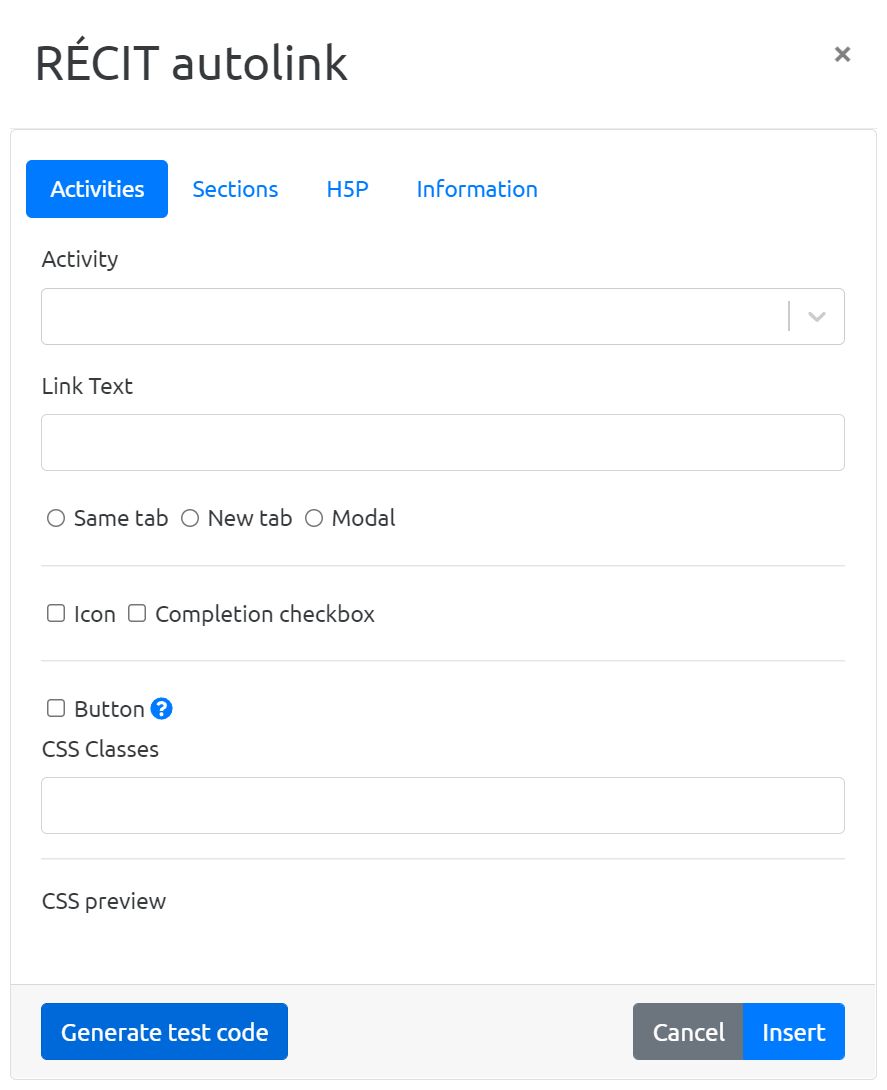 RÉCIT autolink ×
Activities Sections H5P Information
Activity
Link Text
Same tab New tab Modal
Icon Completion checkbox
Button ?
CSS Classes
CSS preview
Generate test code Cancel Insert